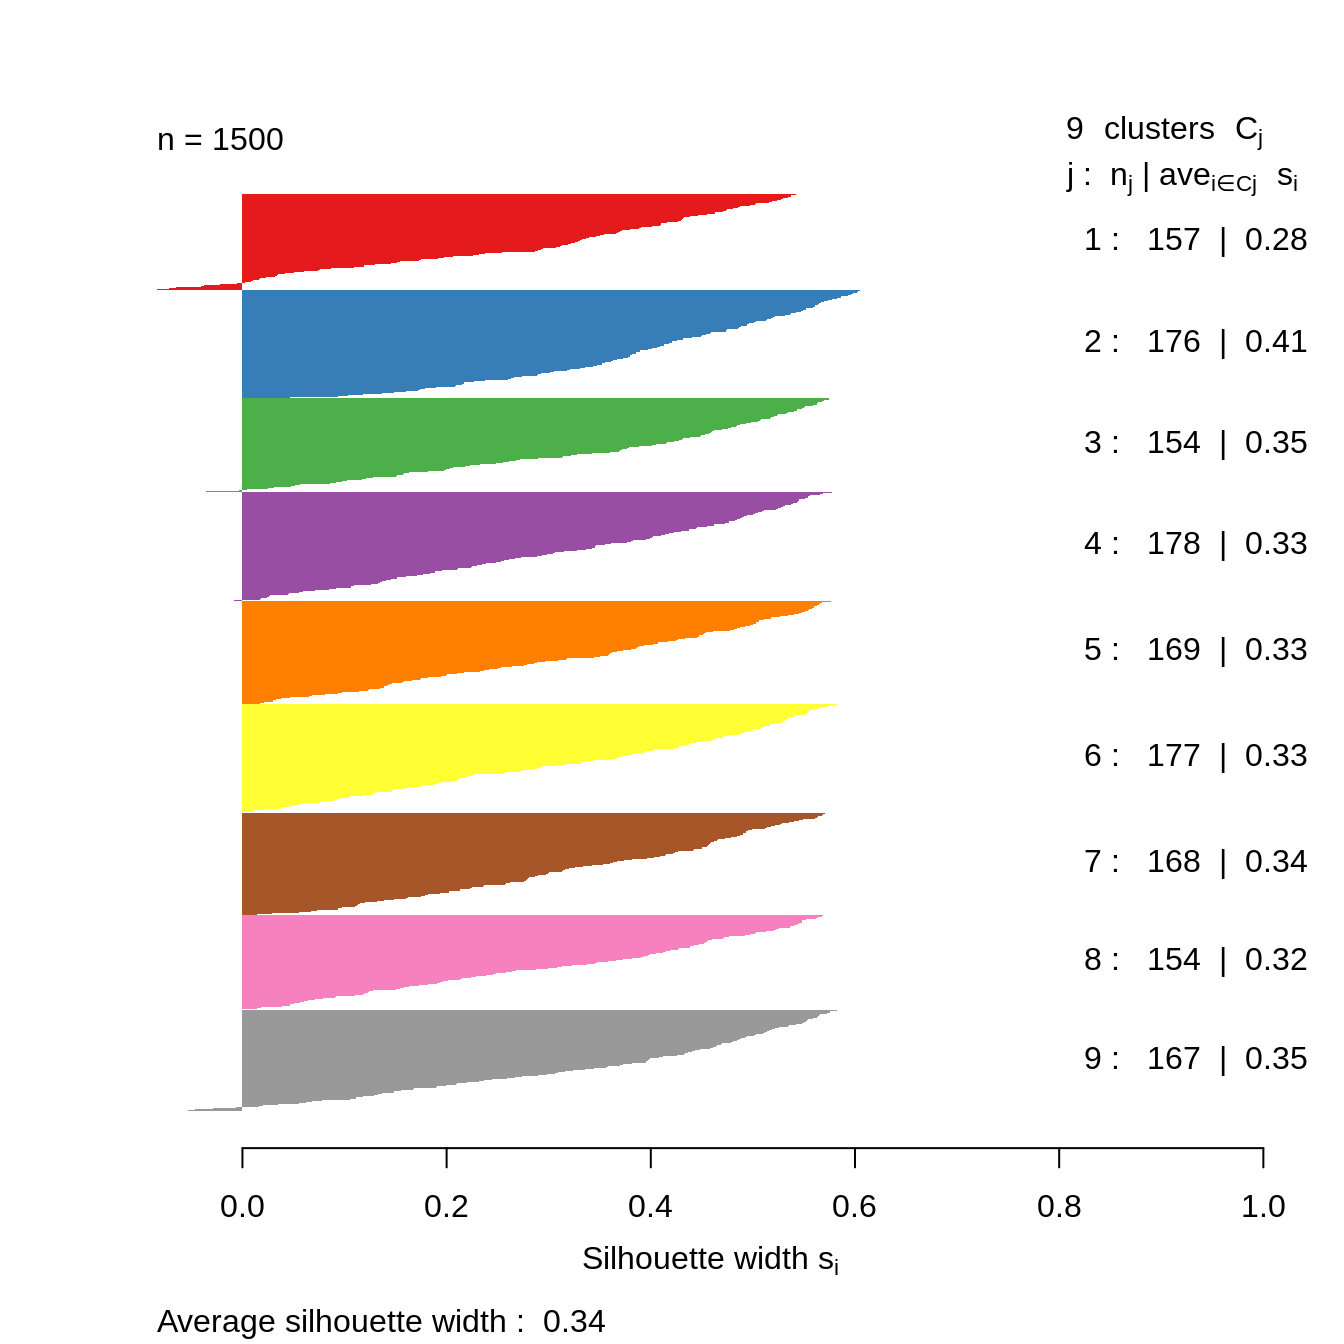 n = 1500
9 clusters Cj
j : nj | avei∈Cj si
1 : 157 | 0.28
2 : 176 | 0.41
3 : 154 | 0.35
4 : 178 | 0.33
5 : 169 | 0.33
6 : 177 | 0.33
7 : 168 | 0.34
8 : 154 | 0.32
9 : 167 | 0.35
0.0 0.2 0.4 0.6 0.8 1.0
Silhouette width si
Average silhouette width : 0.34